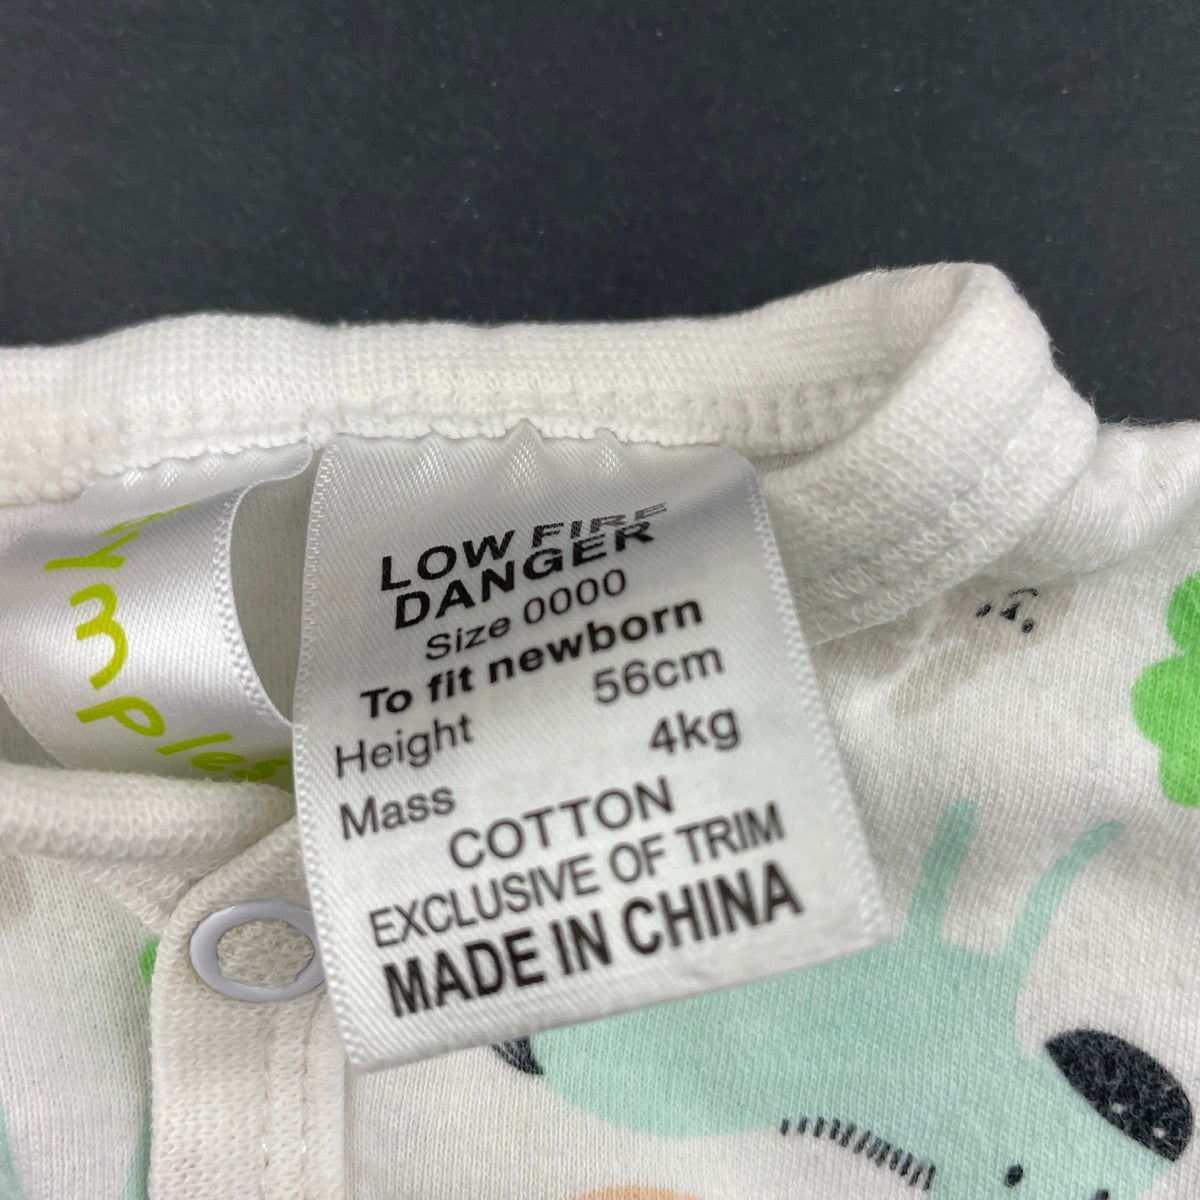 ymples
LOW FIRE
DANGER
Size 0000
To fit newborn
Height 56cm
Mass 4kg
COTTON
EXCLUSIVE OF TRIM
MADE IN CHINA